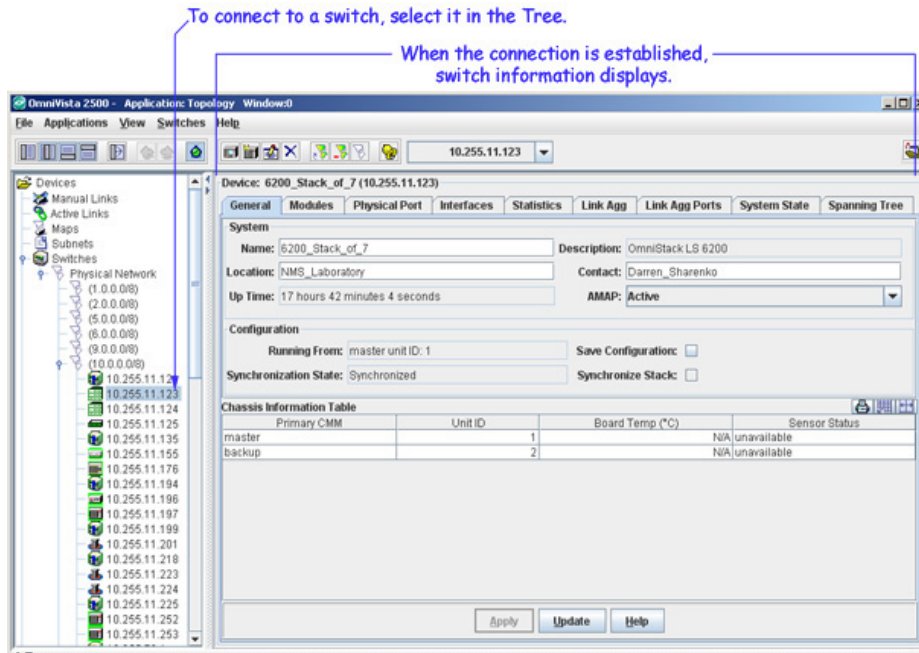 To connect to a switch, select it in the Tree.
When the connection is established,
switch information displays.
OmniVista 2500 - Application: Topology Window:0
File Applications View Switches Help
10.255.11.123
Devices
Manual Links
Active Links
Maps
Subnets
Switches
Physical Network
(1.0.0.0/8)
(2.0.0.0/8)
(5.0.0.0/8)
(6.0.0.0/8)
(9.0.0.0/8)
(10.0.0.0/8)
10.255.11.12
10.255.11.123
10.255.11.124
10.255.11.125
10.255.11.135
10.255.11.155
10.255.11.176
10.255.11.194
10.255.11.196
10.255.11.197
10.255.11.199
10.255.11.201
10.255.11.218
10.255.11.223
10.255.11.224
10.255.11.225
10.255.11.252
10.255.11.253
Device: 6200_Stack_of_7 (10.255.11.123)
General Modules Physical Port Interfaces Statistics Link Agg Link Agg Ports System State Spanning Tree
System
Name: 6200_Stack_of_7 Description: OmniStack LS 6200
Location: NMS_Laboratory Contact: Darren_Sharenko
Up Time: 17 hours 42 minutes 4 seconds AMAP: Active
Configuration
Running From: master unit ID: 1 Save Configuration:
Synchronization State: Synchronized Synchronize Stack:
Chassis Information Table
Primary CMM Unit ID Board Temp (°C) Sensor Status
master 1 N/A unavailable
backup 2 N/A unavailable
Apply Update Help